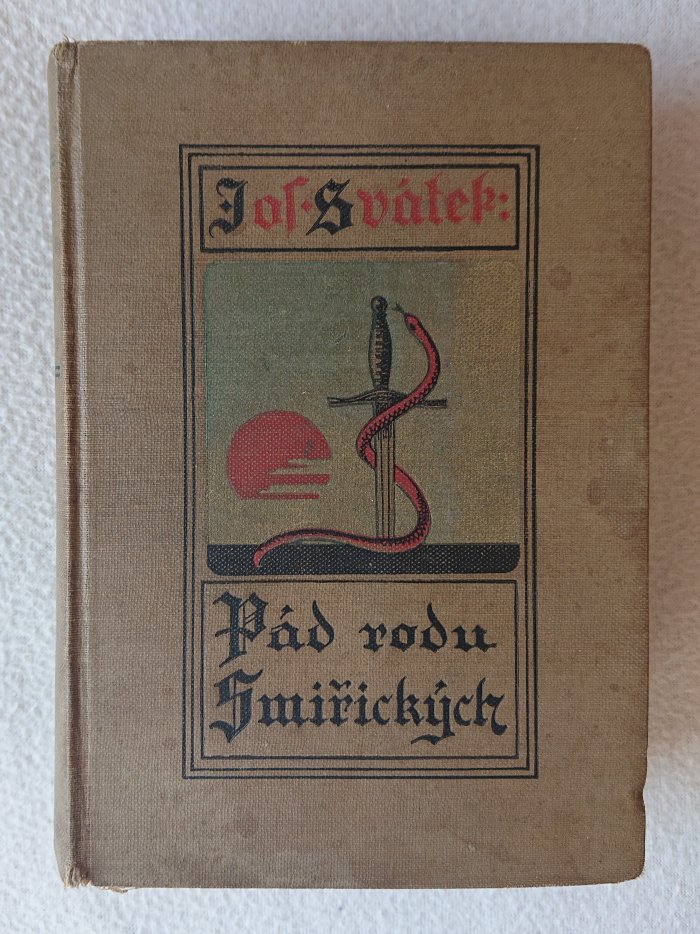 Jos. Svátek:
Pád rodu
Smiřických